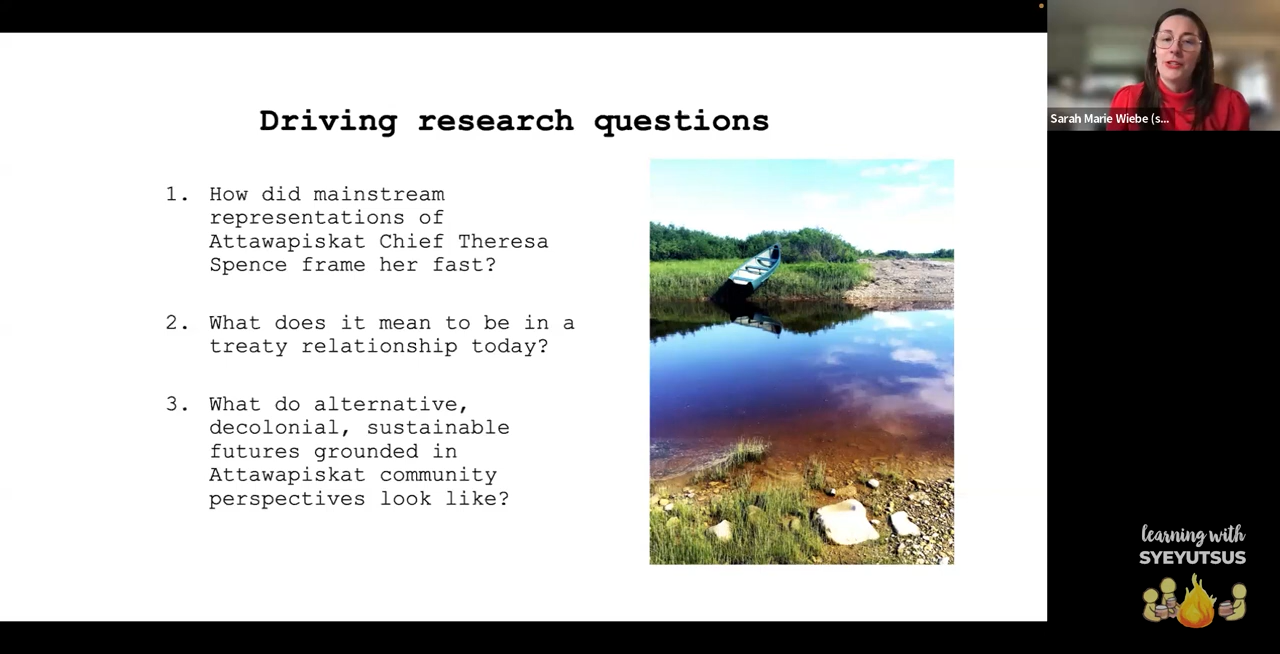 Driving research questions
1. How did mainstream
representations of
Attawapiskat Chief Theresa
Spence frame her fast?
2. What does it mean to be in a
treaty relationship today?
3. What do alternative,
decolonial, sustainable
futures grounded in
Attawapiskat community
perspectives look like?
Sarah Marie Wiebe (s...
learning with
SYEYUTSUS